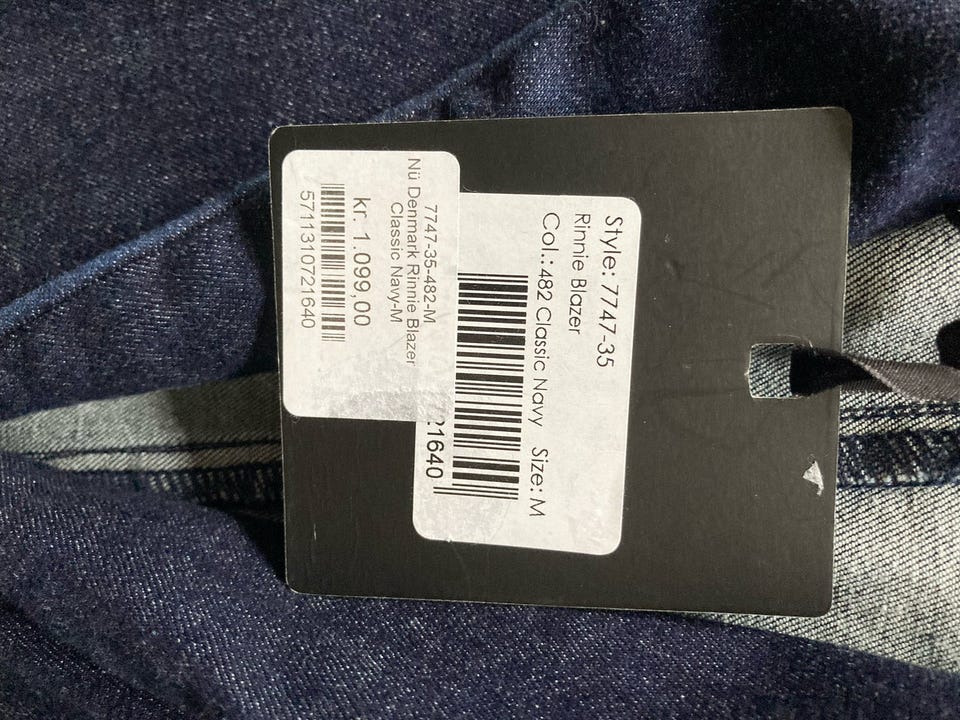 Style: 7747-35
Rinnie Blazer
Col.: 482 Classic Navy Size: M
21640
7747-35-482-M
Nü Denmark Rinnie Blazer
Classic Navy-M
kr. 1.099,00
5711310721640